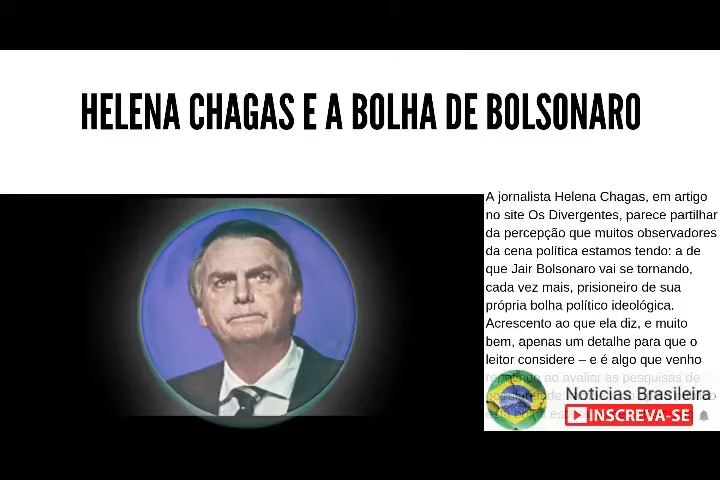 HELENA CHAGAS E A BOLHA DE BOLSONARO
A jornalista Helena Chagas, em artigo
no site Os Divergentes, parece partilhar
da percepção que muitos observadores
da cena política estamos tendo: a de
que Jair Bolsonaro vai se tornando,
cada vez mais, prisioneiro de sua
própria bolha político ideológica.
Acrescento ao que ela diz, e muito
bem, apenas um detalhe para que o
leitor considere – e é algo que venho
ao avaliar as pesquisas de
Noticias Brasileira
INSCREVA-SE